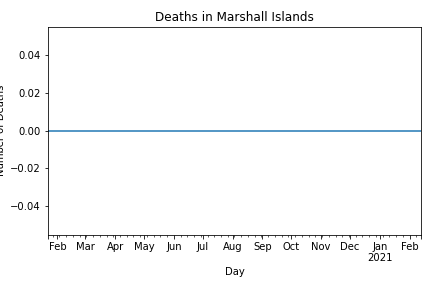 Deaths in Marshall Islands
Number of Deaths
0.04
0.02
0.00
−0.02
−0.04
Feb Mar Apr May Jun Jul Aug Sep Oct Nov Dec Jan Feb
2021
Day